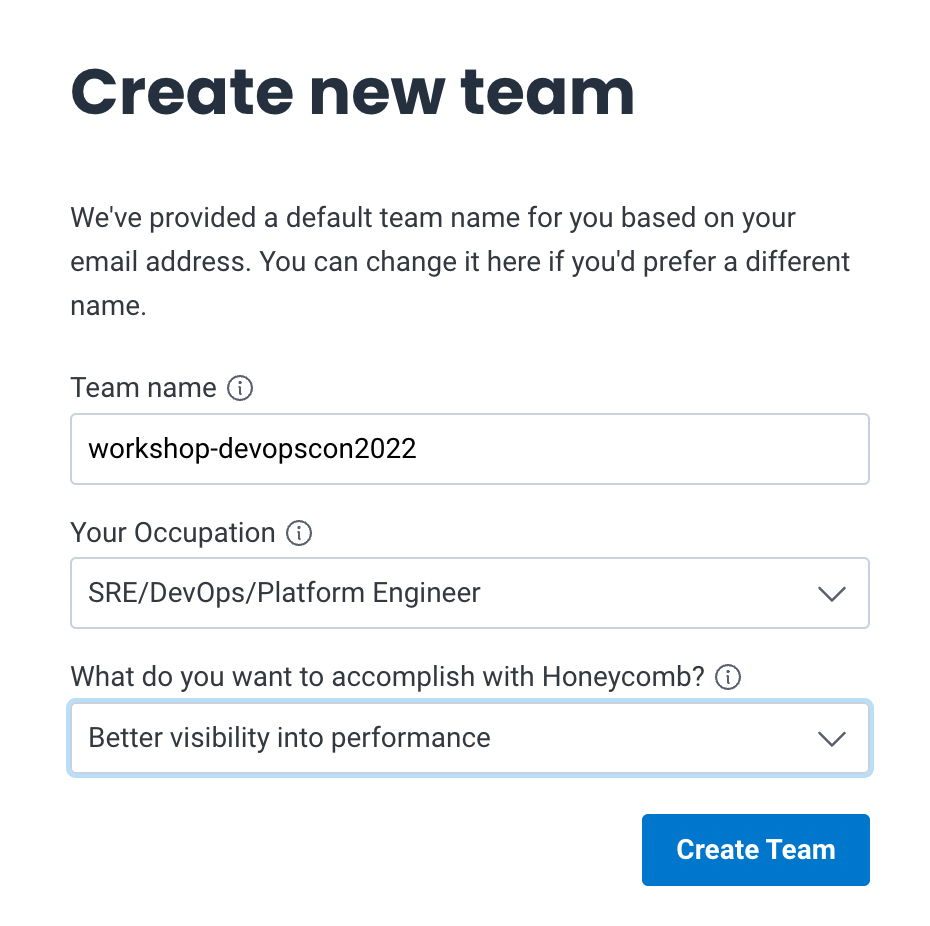 Create new team
We've provided a default team name for you based on your
email address. You can change it here if you'd prefer a different
name.
Team name
workshop-devopscon2022
Your Occupation
SRE/DevOps/Platform Engineer
What do you want to accomplish with Honeycomb?
Better visibility into performance
Create Team